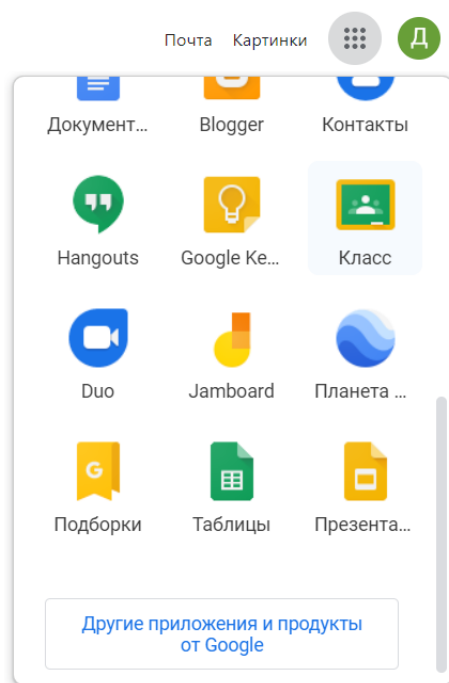 Почта Картинки Д
Документ... Blogger Контакты
Hangouts Google Ke... Класс
Duo Jamboard Планета ...
G
Подборки Таблицы Презента...
Другие приложения и продукты
от Google